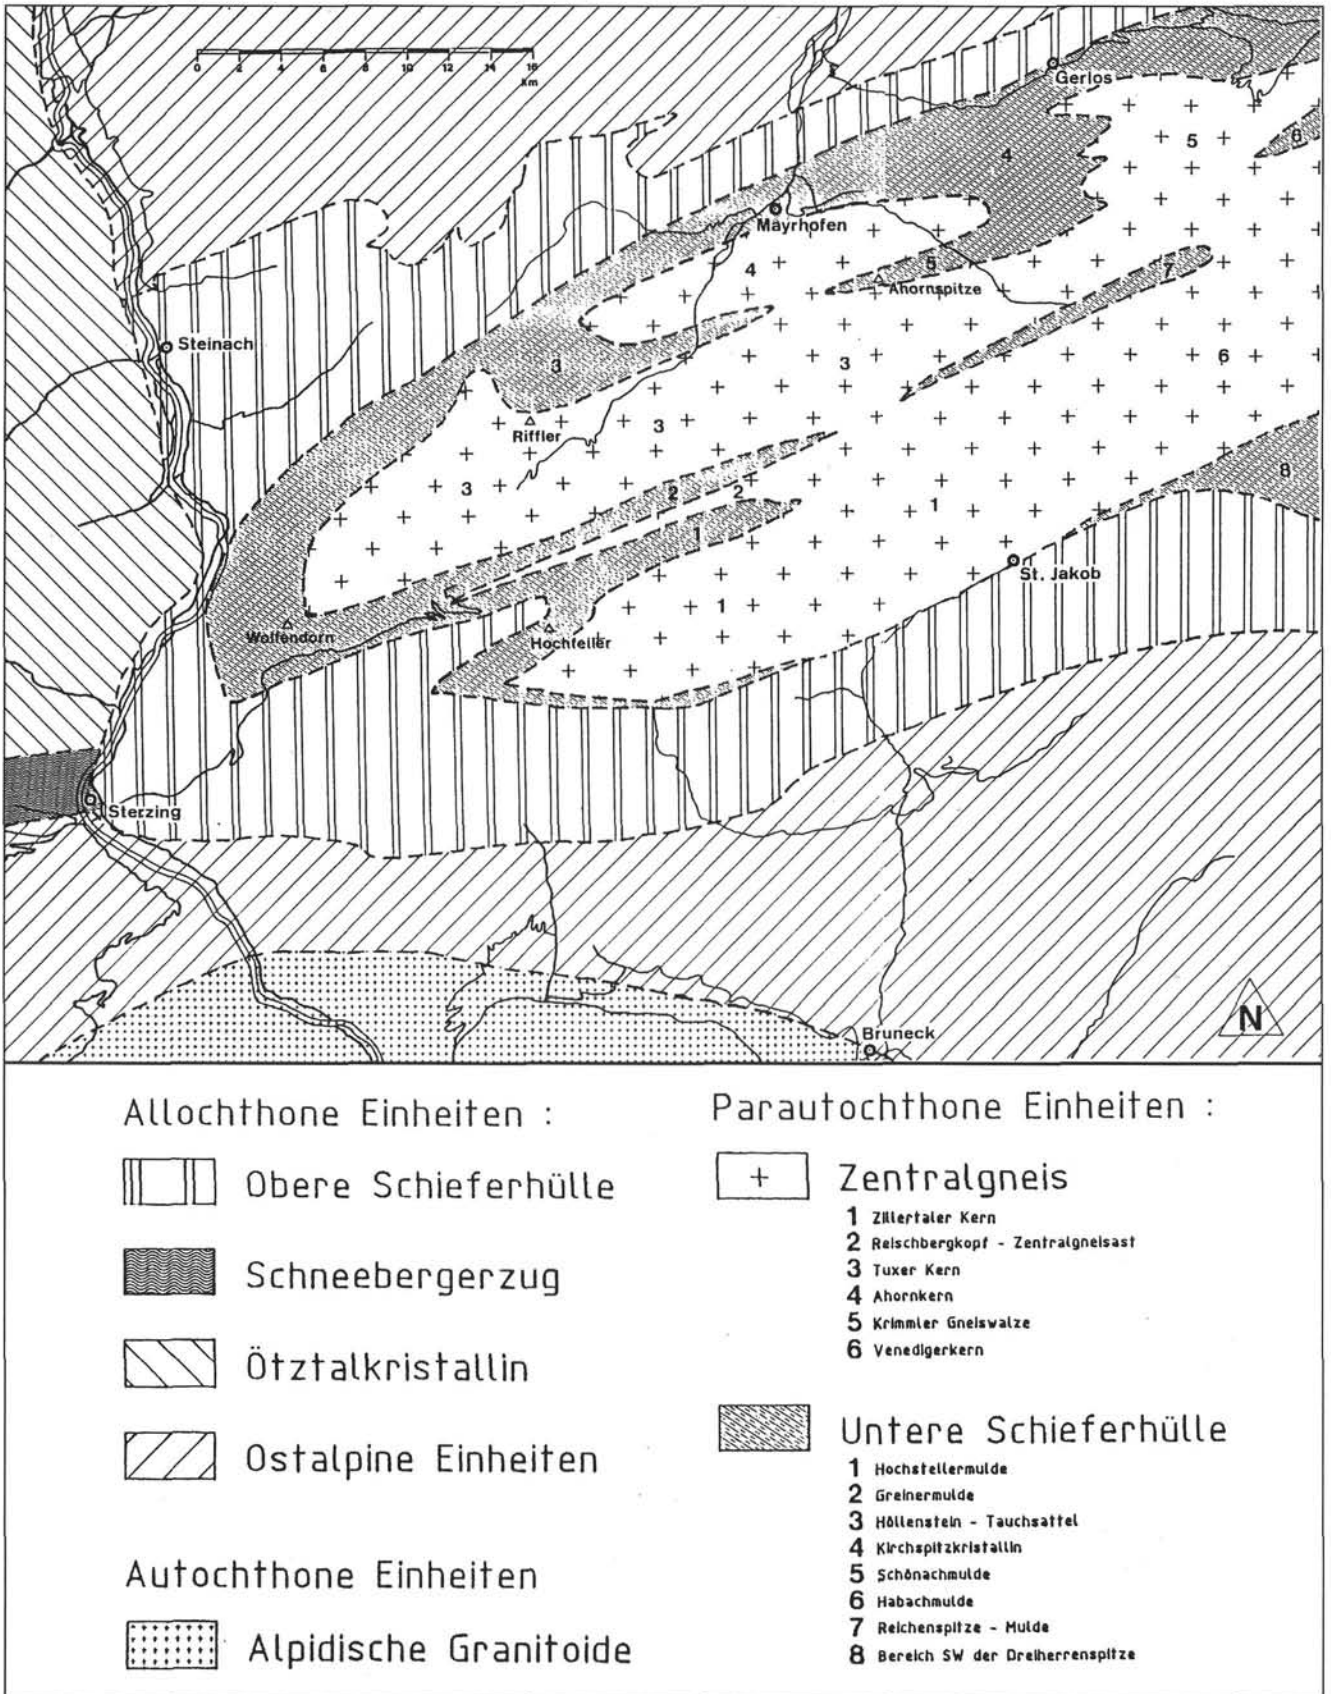 0 2 4 6 8 10 12 14 16
Km
Gerlos
5
6
4
Mayrhofen
4
5
Ahornspitze
7
Steinach
3
3
6
3
Riffler
3
2
2
1
1
8
St. Jakob
1
Wolfendorn
Hochfeiler
Sterzing
N
Bruneck
Allochthone Einheiten :
Obere Schieferhülle
Schneebergerzug
Ötztalkristallin
Ostalpine Einheiten
Autochthone Einheiten
Alpidische Granitoide
Parautochthone Einheiten :
+ Zentralgneis
1 Zillertaler Kern
2 Reischbergkopf - Zentralgneisast
3 Tuxer Kern
4 Ahornkern
5 Krimmler Gneiswalze
6 Venedigerkern
Untere Schieferhülle
1 Hochstellermulde
2 Greinermulde
3 Höllenstein - Tauchsattel
4 Kirchspitzkristallin
5 Schönachmulde
6 Habachmulde
7 Reichenspitze - Mulde
8 Bereich SW der Dreiherrenspitze